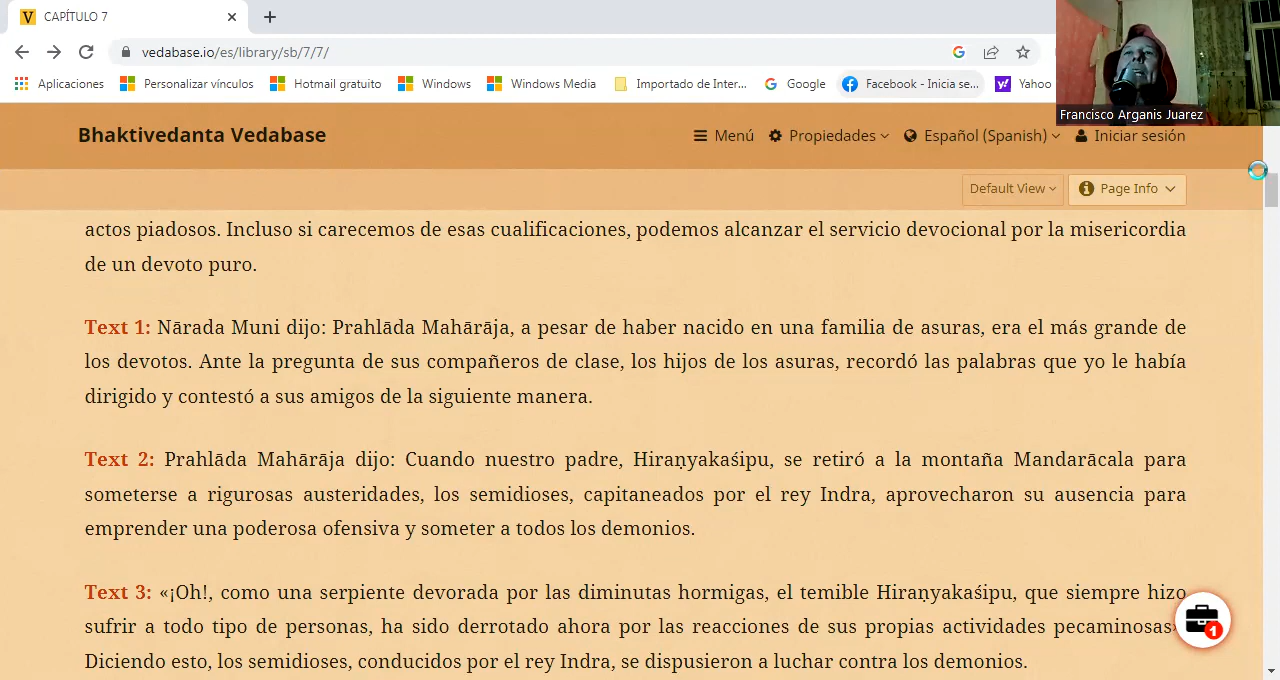 CAPÍTULO 7
vedabase.io/es/library/sb/7/7/
Aplicaciones Personalizar vínculos Hotmail gratuito Windows Windows Media Importado de Inter... Google Facebook - Inicia se... Yahoo
Francisco Arganis Juarez
Bhaktivedanta Vedabase Menú Propiedades Español (Spanish) Iniciar sesión
Default View Page Info
actos piadosos. Incluso si carecemos de esas cualificaciones, podemos alcanzar el servicio devocional por la misericordia
de un devoto puro.
Text 1: Nārada Muni dijo: Prahlāda Mahārāja, a pesar de haber nacido en una familia de asuras, era el más grande de
los devotos. Ante la pregunta de sus compañeros de clase, los hijos de los asuras, recordó las palabras que yo le había
dirigido y contestó a sus amigos de la siguiente manera.
Text 2: Prahlāda Mahārāja dijo: Cuando nuestro padre, Hiraṇyakaśipu, se retiró a la montaña Mandarācala para
someterse a rigurosas austeridades, los semidioses, capitaneados por el rey Indra, aprovecharon su ausencia para
emprender una poderosa ofensiva y someter a todos los demonios.
Text 3: «¡Oh!, como una serpiente devorada por las diminutas hormigas, el temible Hiraṇyakaśipu, que siempre hizo
sufrir a todo tipo de personas, ha sido derrotado ahora por las reacciones de sus propias actividades pecaminosas».
1
Diciendo esto, los semidioses, conducidos por el rey Indra, se dispusieron a luchar contra los demonios.